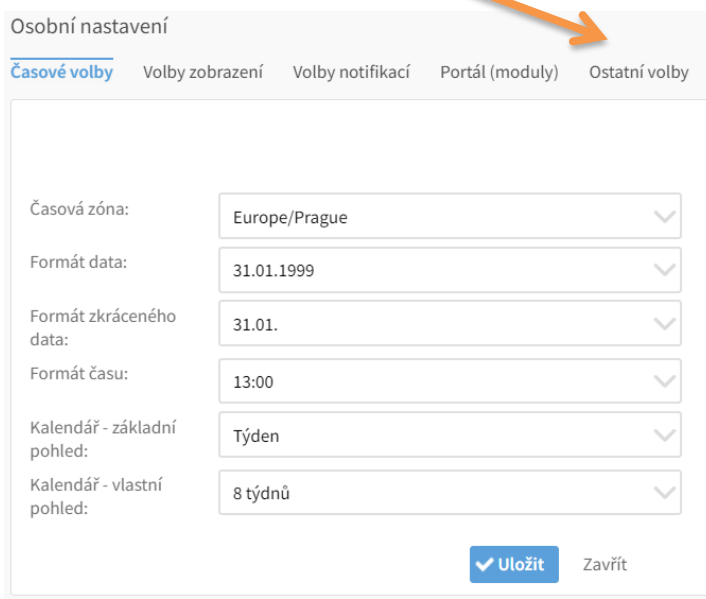 Osobní nastavení
Časové volby Volby zobrazení Volby notifikací Portál (moduly) Ostatní volby
Časová zóna: Europe/Prague
Formát data: 31.01.1999
Formát zkráceného
data: 31.01.
Formát času: 13:00
Kalendář - základní
pohled: Týden
Kalendář - vlastní
pohled: 8 týdnů
Uložit Zavřít